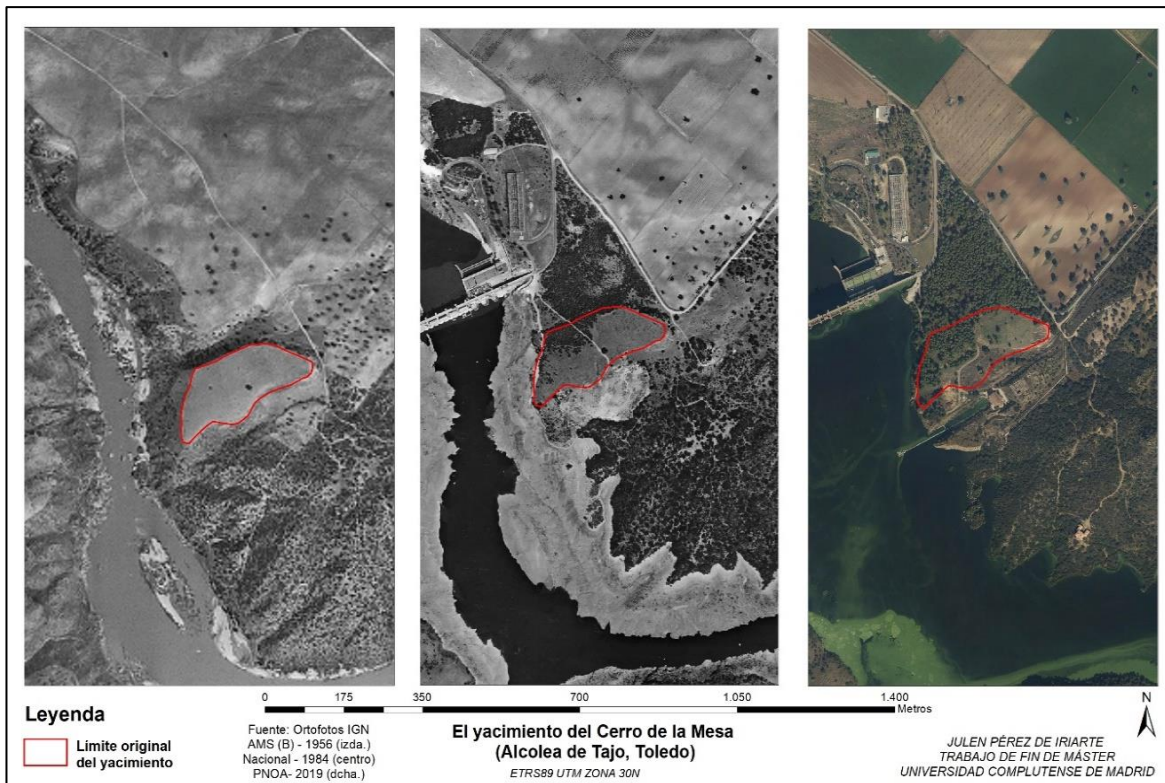 0 175 350 700 1.050 1.400
Metros
Leyenda
Limite original
del yacimiento
Fuente: Ortofotos IGN
AMS (B) - 1956 (izda.)
Nacional - 1984 (centro)
PNOA- 2019 (dcha.)
El yacimiento del Cerro de la Mesa
(Alcolea de Tajo, Toledo)
ETRS89 UTM ZONA 30N
N
JULEN PÉREZ DE IRIARTE
TRABAJO DE FIN DE MÁSTER
UNIVERSIDAD COMPLUTENSE DE MADRID